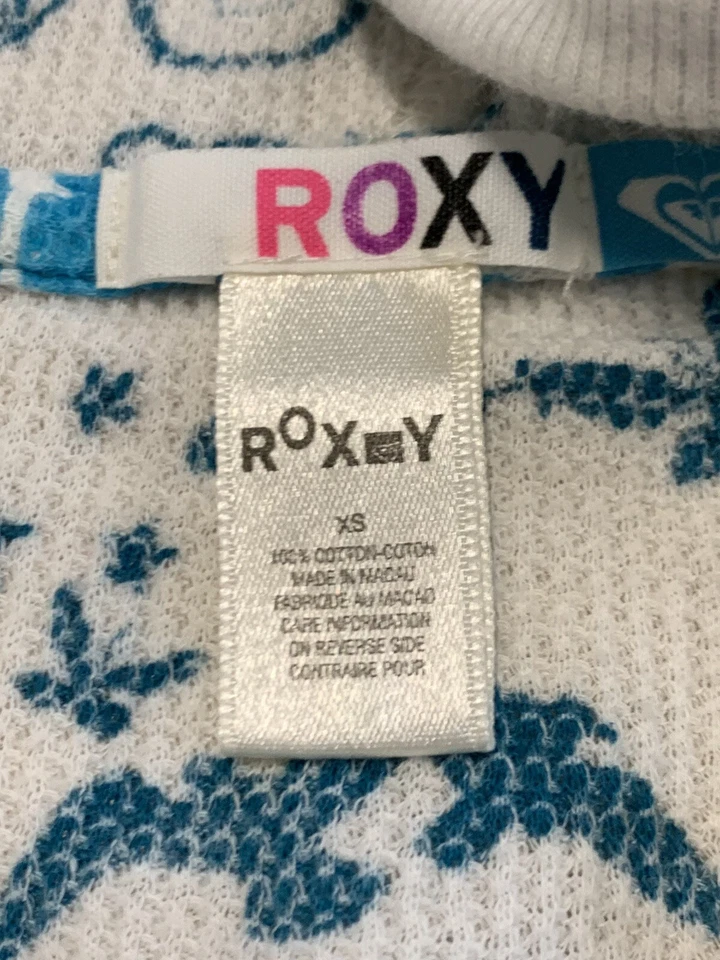 ROXY
ROXY
XS
100% COTTON-COTON
MADE IN MACAU
FABRIQUE AU MACAO
CARE INFORMATION
ON REVERSE SIDE
CONTRAIRE POUR